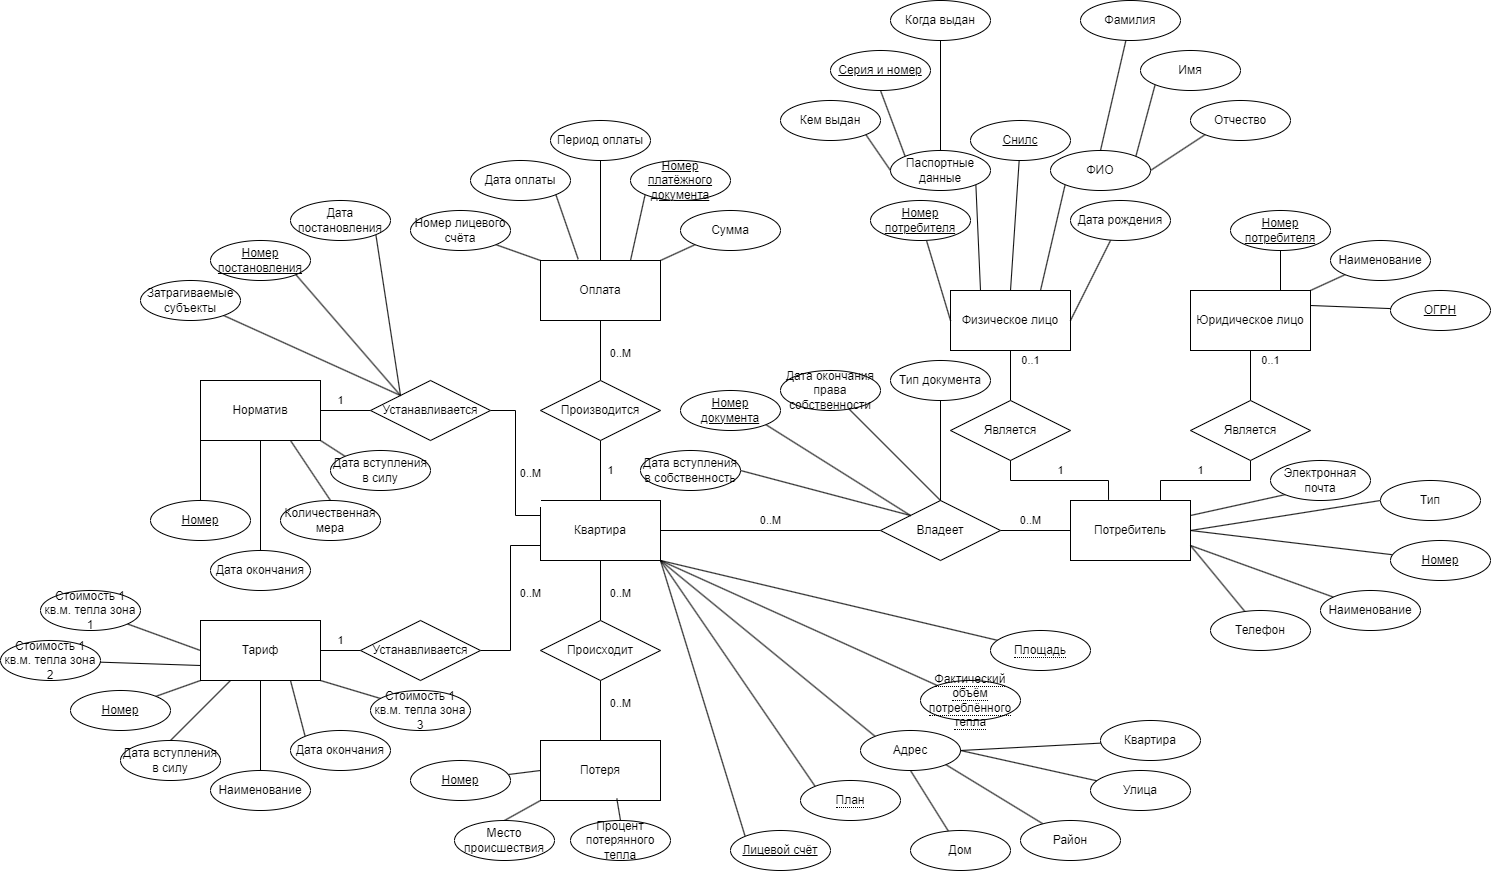 Когда выдан
Фамилия
Серия и номер
Имя
Кем выдан
Отчество
Период оплаты
Снилс
Паспортные
данные
ФИО
Дата оплаты
Номер
платёжного
документа
Номер лицевого
счёта
Сумма
Номер
потребителя
Дата рождения
Номер
потребителя
Наименование
ОГРН
Дата
постановления
Номер
постановления
Затрагиваемые
субъекты
Оплата
Физическое лицо
Юридическое лицо
0..М
0..1
0..1
Норматив
1
Устанавливается
Производится
Номер
документа
Дата окончания
права
собственности
Тип документа
Является
Является
Дата вступления
в силу
0..М
1
Дата вступления
в собственность
1
1
Электронная
почта
Тип
Номер
Количественная
мера
Дата окончания
Квартира
0..М
Владеет
0..М
Потребитель
Номер
Наименование
Телефон
0..М
0..М
Стоимость 1
кв.м. тепла зона
1
Стоимость 1
кв.м. тепла зона
2
Тариф
1
Устанавливается
Происходит
Площадь
Фактический
объём
потреблённого
тепла
Номер
Стоимость 1
кв.м. тепла зона
3
0..М
Дата вступления
в силу
Дата окончания
Наименование
Номер
Потеря
Адрес
Квартира
Улица
План
Место
происшествия
Процент
потерянного
тепла
Лицевой счёт
Дом
Район